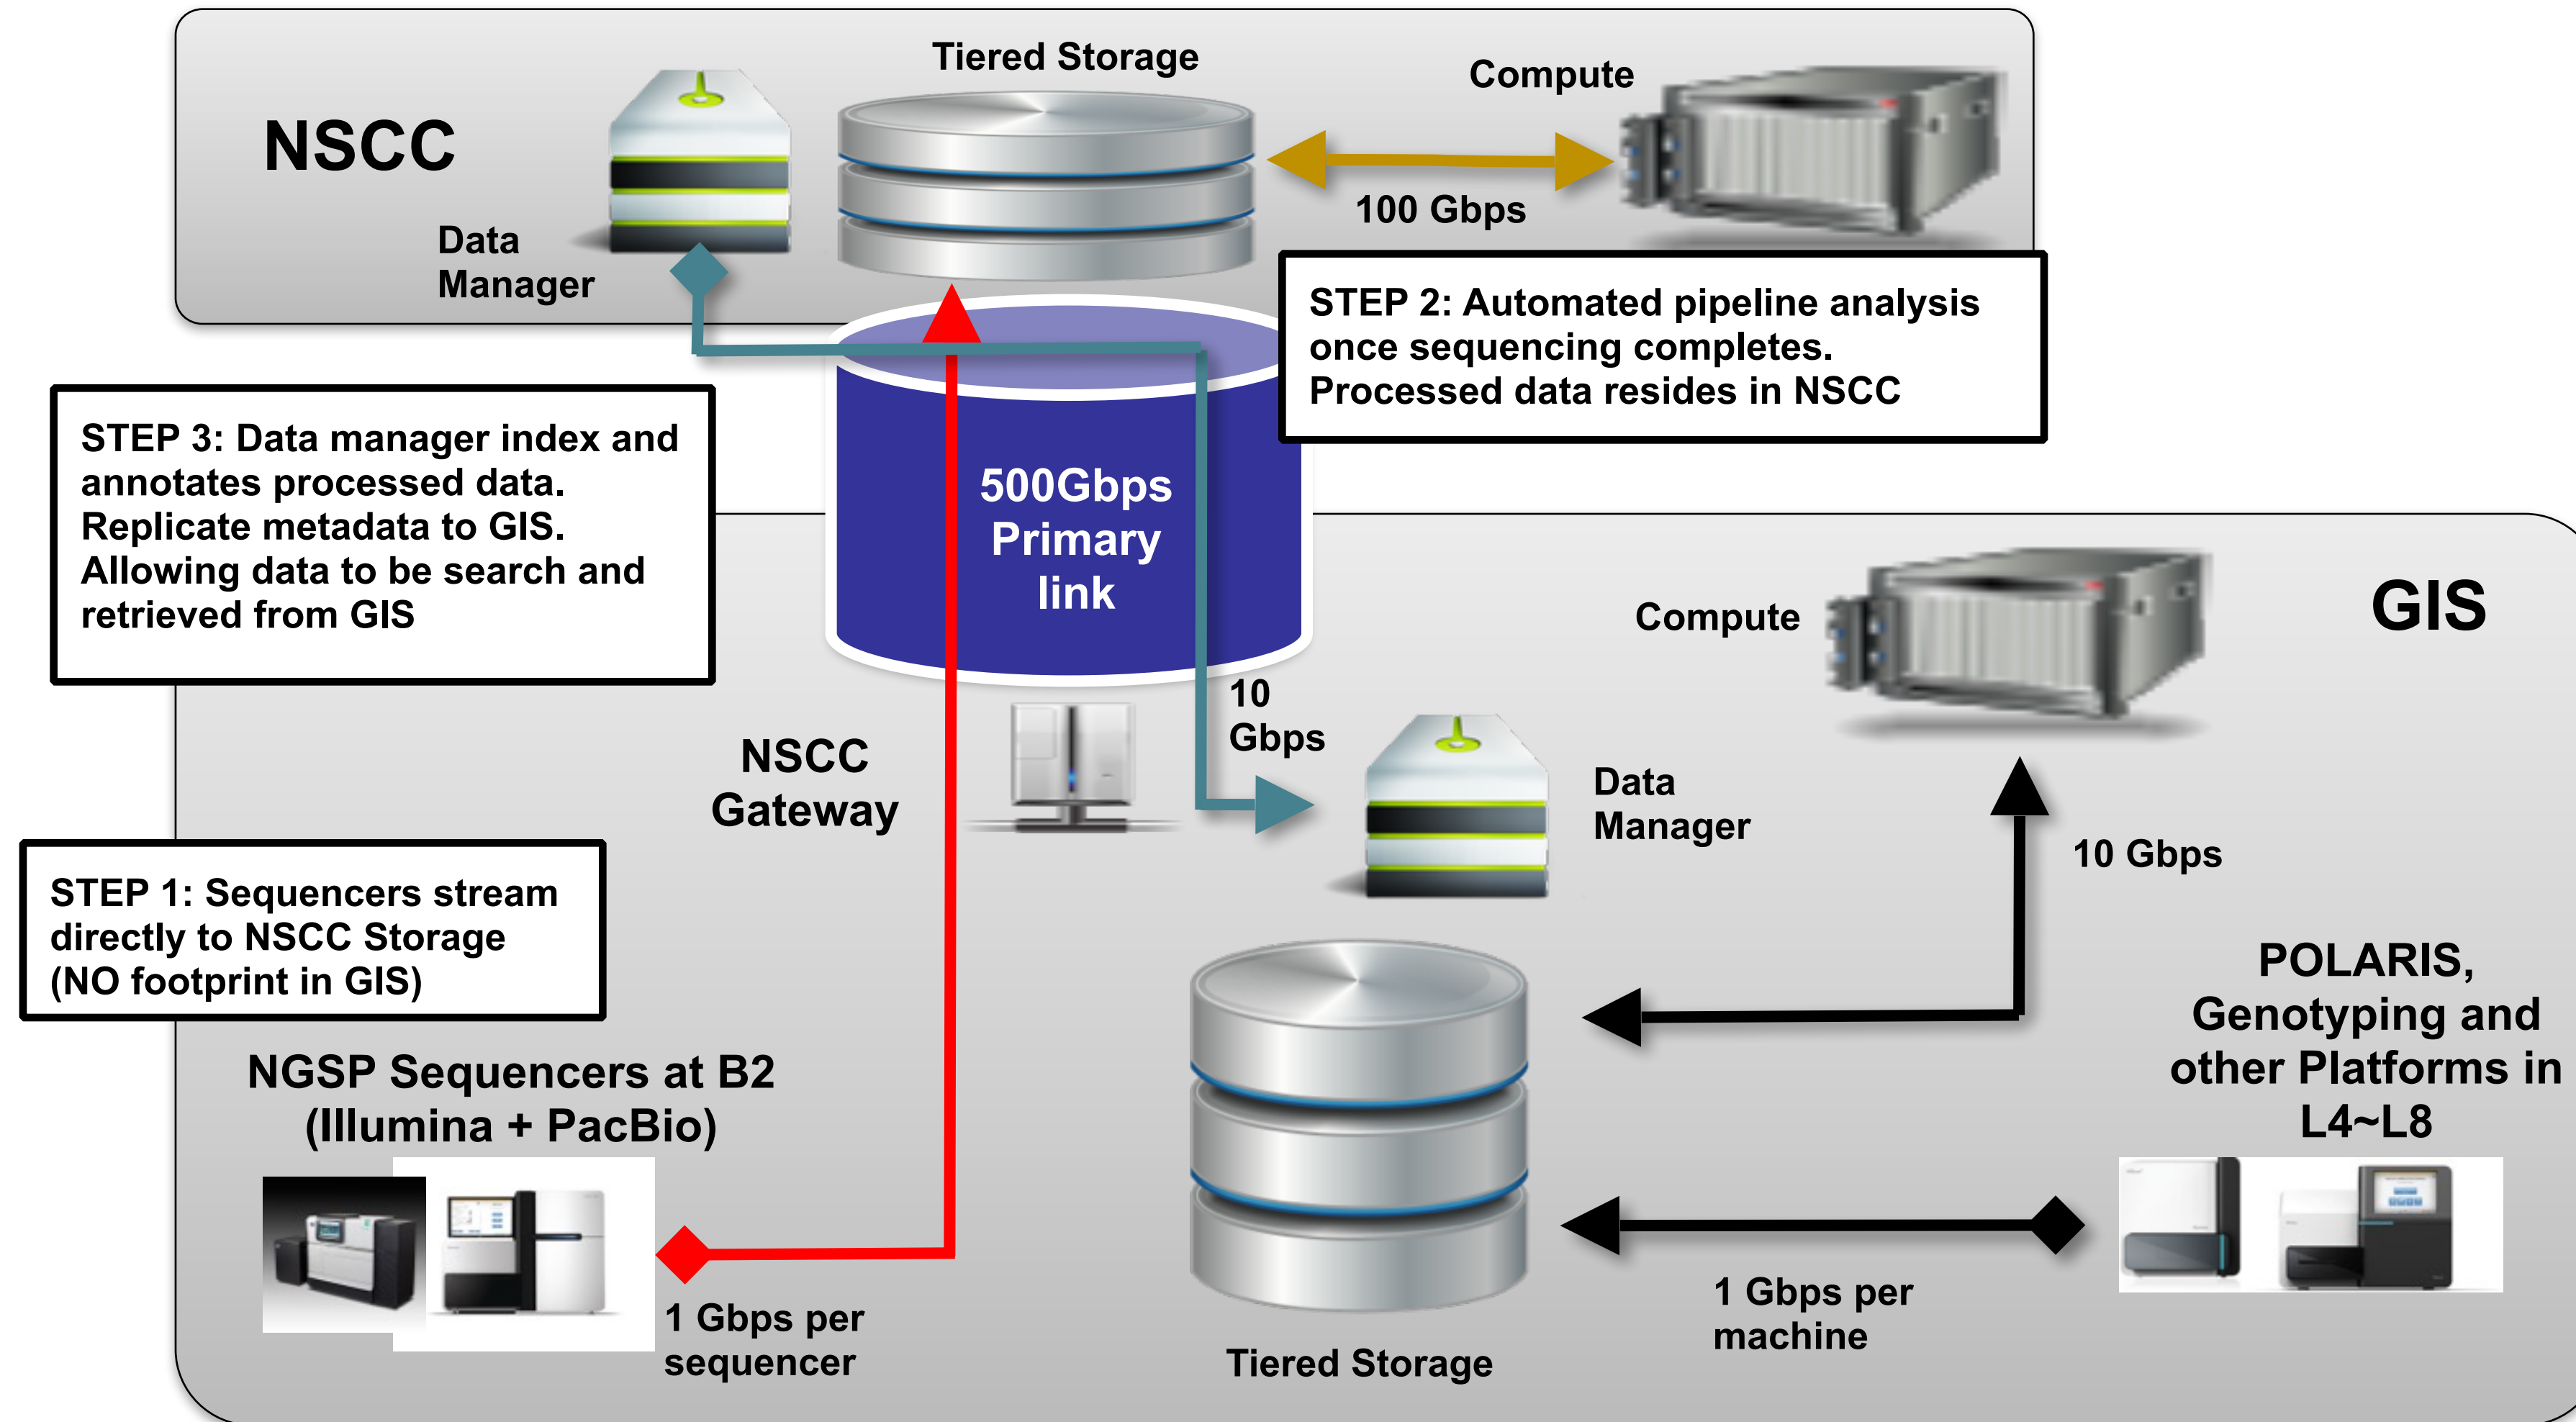 Tiered Storage
Compute
NSCC
100 Gbps
Data
Manager
STEP 2: Automated pipeline analysis
once sequencing completes.
Processed data resides in NSCC
STEP 3: Data manager index and
annotates processed data.
Replicate metadata to GIS.
Allowing data to be search and
retrieved from GIS
500Gbps
Primary
link
Compute
GIS
10
Gbps
NSCC
Gateway
Data
Manager
10 Gbps
STEP 1: Sequencers stream
directly to NSCC Storage
(NO footprint in GIS)
POLARIS,
Genotyping and
other Platforms in
L4~L8
NGSP Sequencers at B2
(Illumina + PacBio)
1 Gbps per
sequencer
1 Gbps per
machine
Tiered Storage